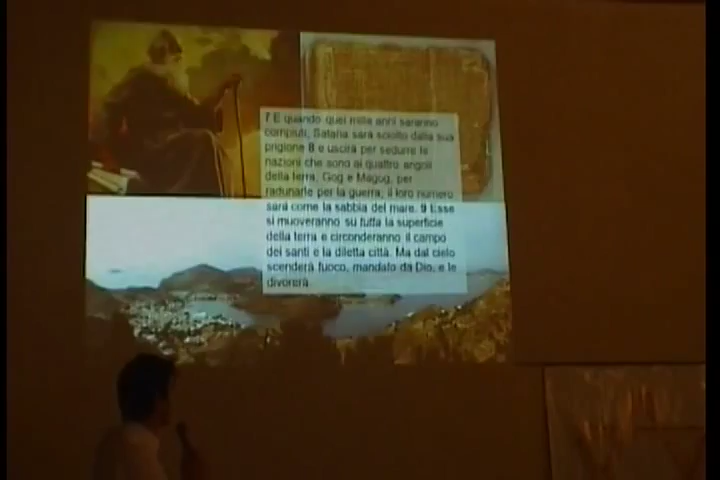 7 E quando quei mille anni saranno
compiuti, Satana sarà sciolto dalla sua
prigione 8 e uscirà per sedurre le
nazioni che sono ai quattro angoli
della terra, Gog e Magog, per
radunarle per la guerra; il loro numero
sarà come la sabbia del mare. 9 Esse
si muoveranno su tutta la superficie
della terra e circonderanno il campo
dei santi e la diletta città. Ma dal cielo
scenderà fuoco, mandato da Dio, e le
divorerà